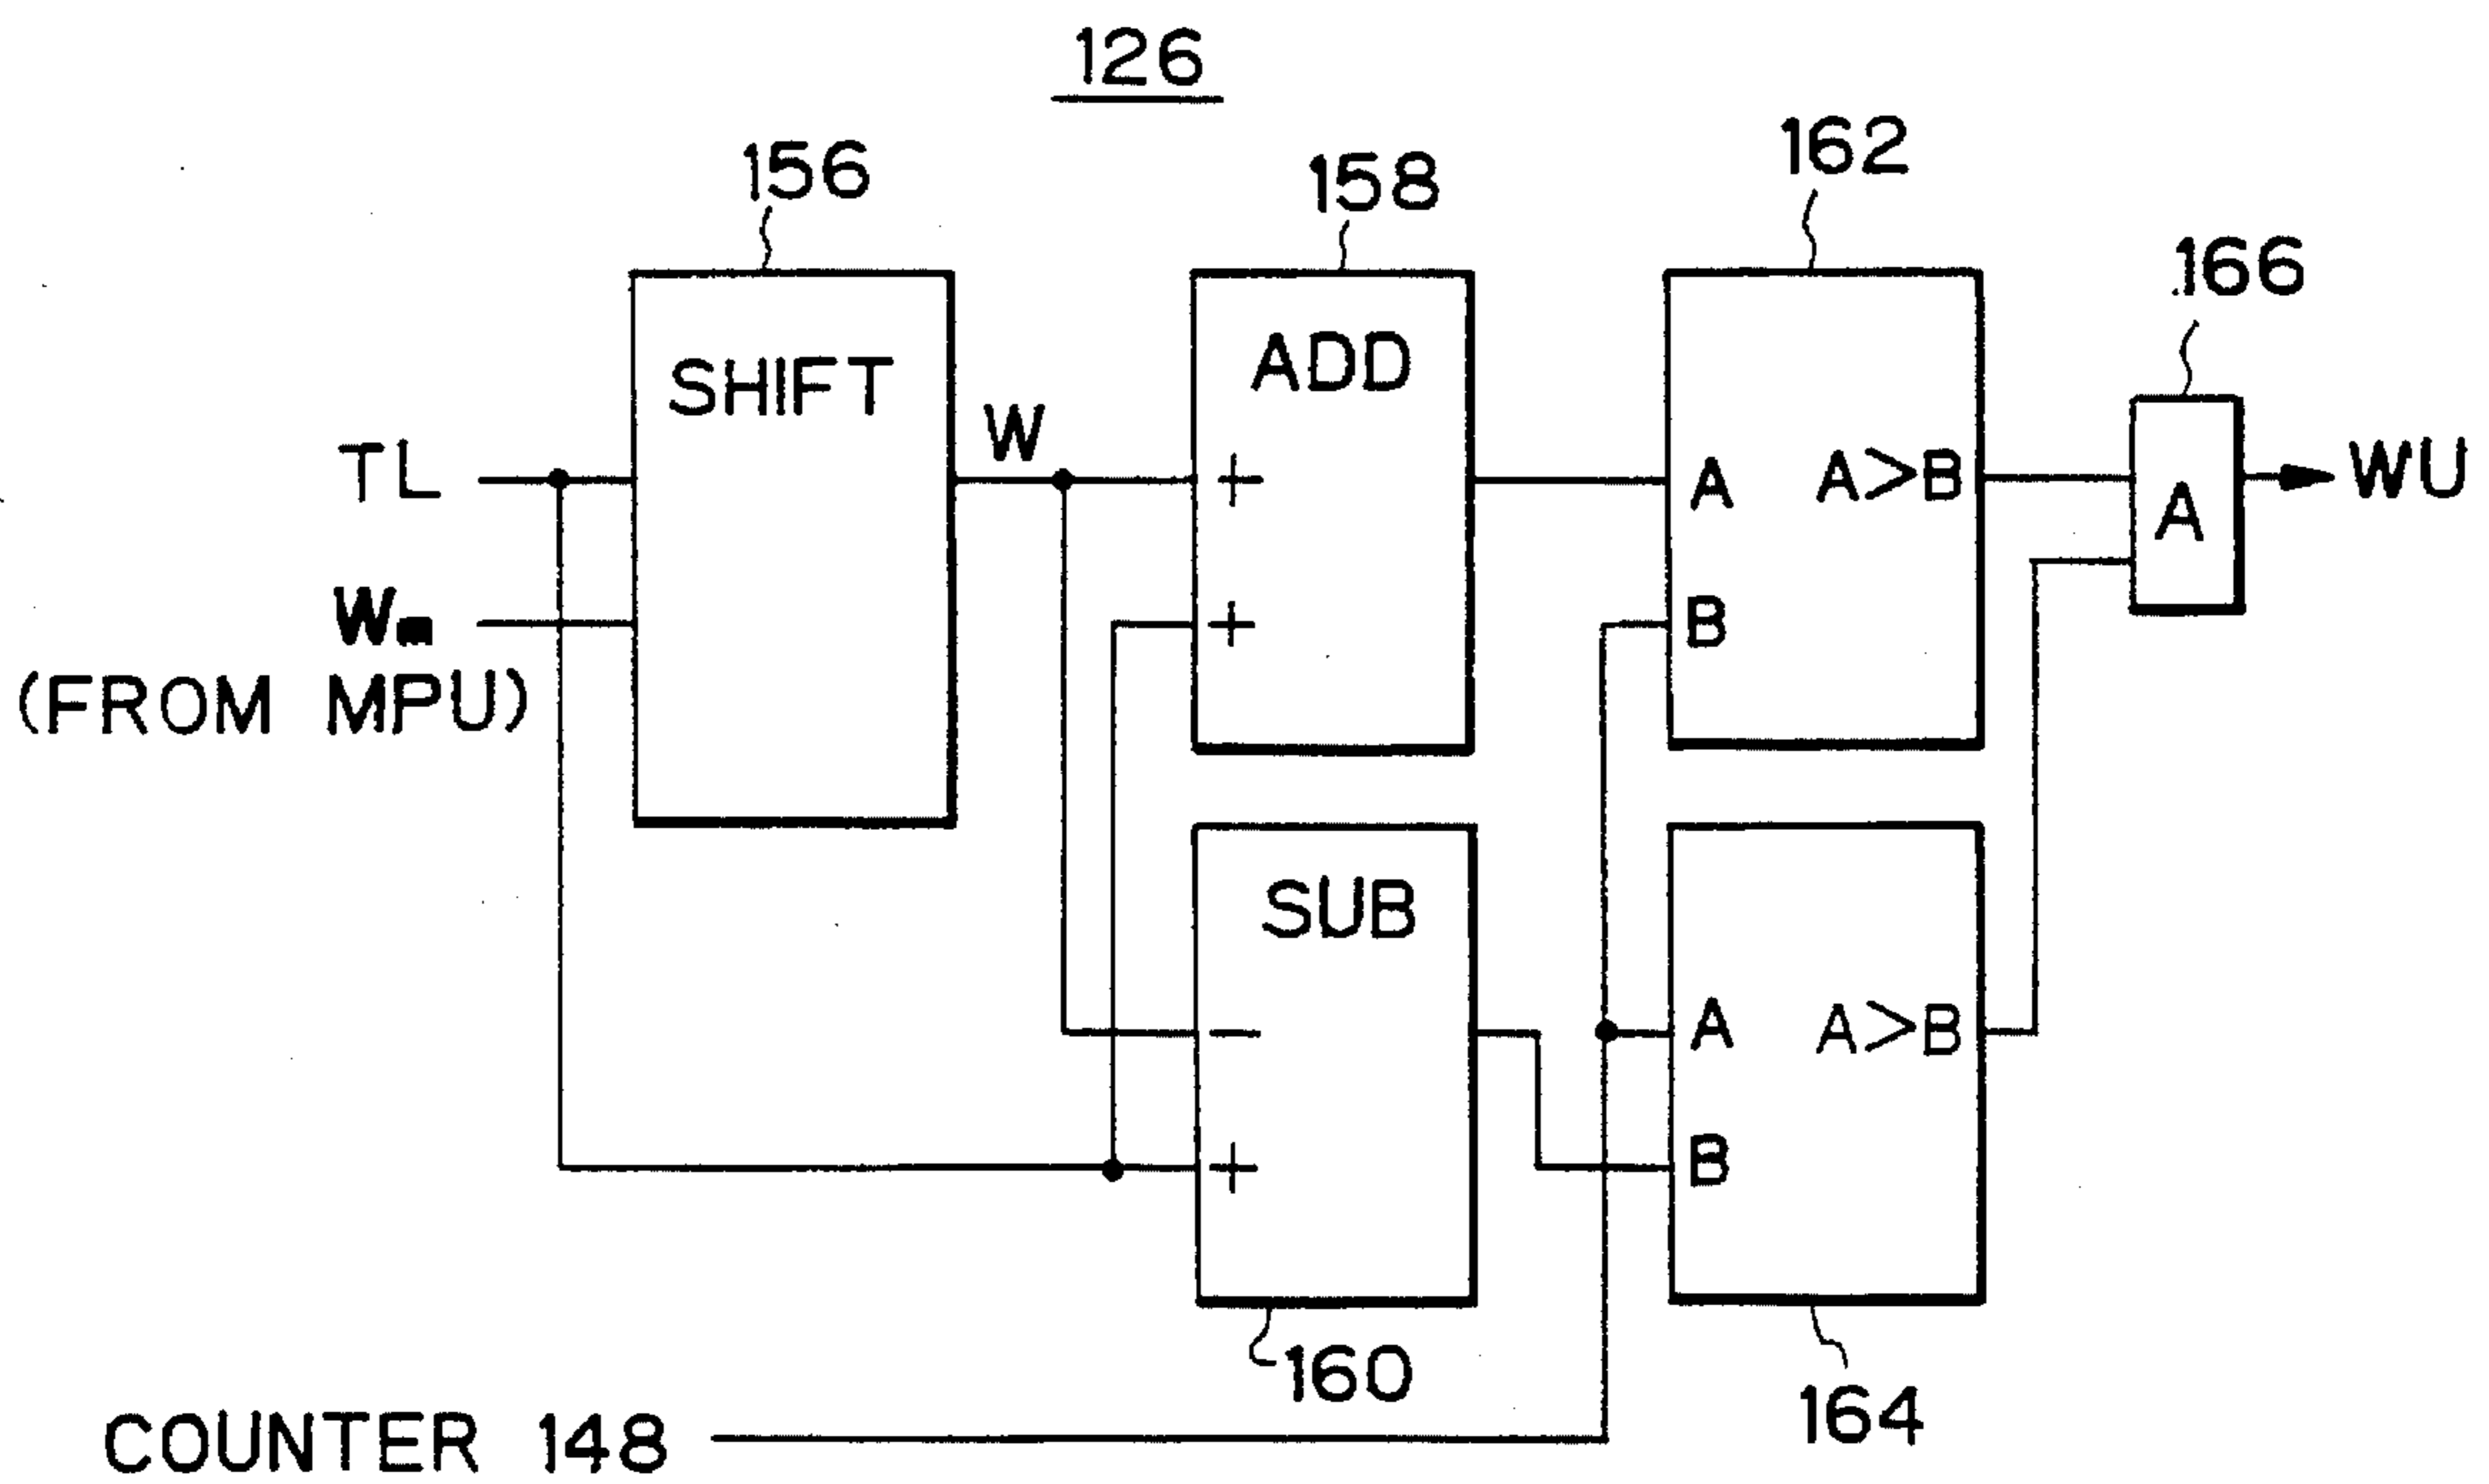 126
156
158
162
166
SHIFT
ADD
A A>B
B
A
TL
W
W
WU
(FROM MPU)
SUB
−
+
+
+
A A>B
B
160
164
COUNTER 148